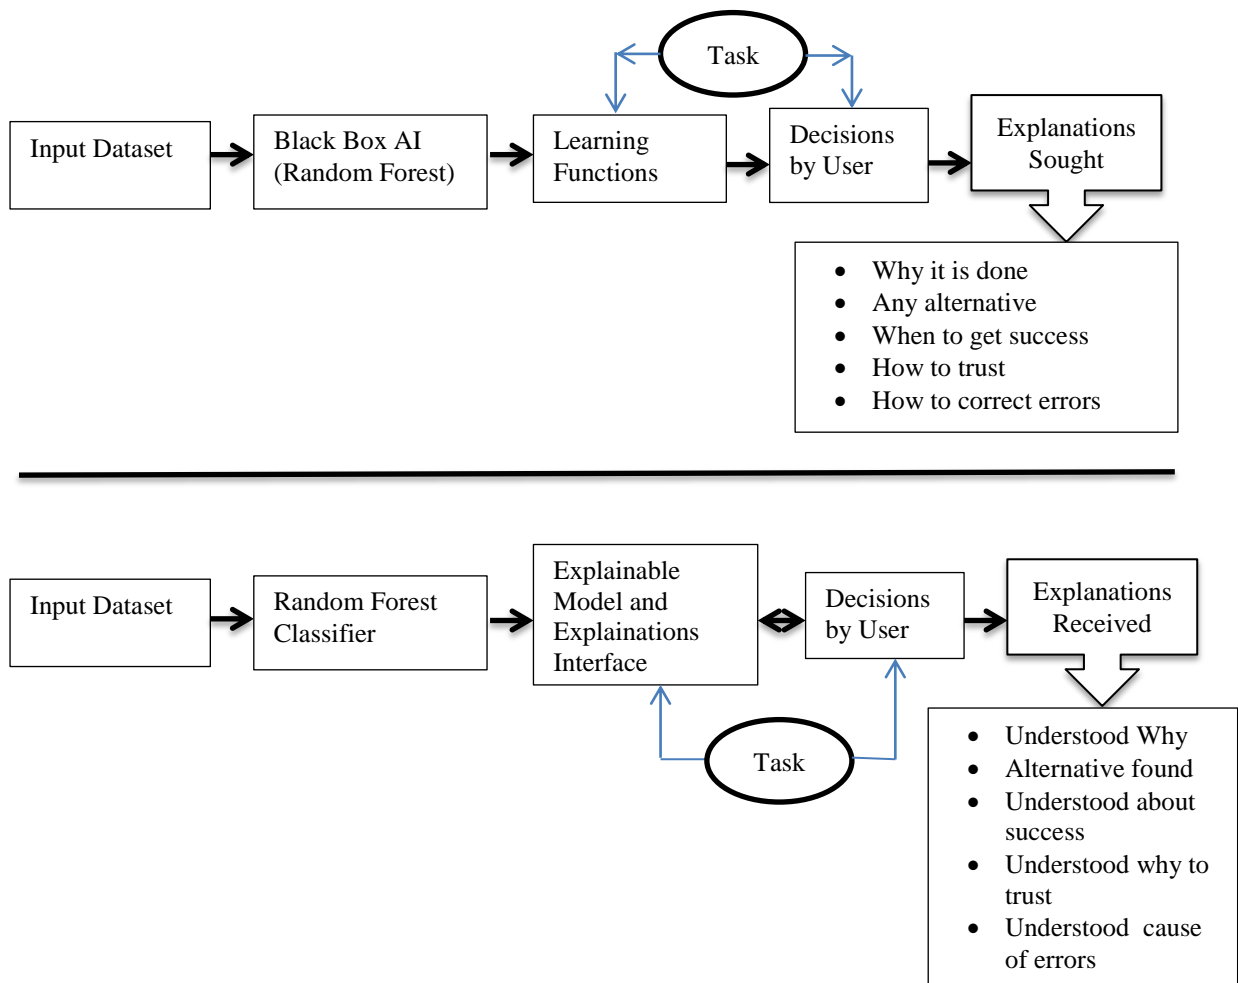 Task
Input Dataset
Black Box AI
(Random Forest)
Learning
Functions
Decisions
by User
Explanations
Sought
• Why it is done
• Any alternative
• When to get success
• How to trust
• How to correct errors
Input Dataset
Random Forest
Classifier
Explainable
Model and
Explainations
Interface
Decisions
by User
Explanations
Received
Task
• Understood Why
• Alternative found
• Understood about
success
• Understood why to
trust
• Understood cause
of errors